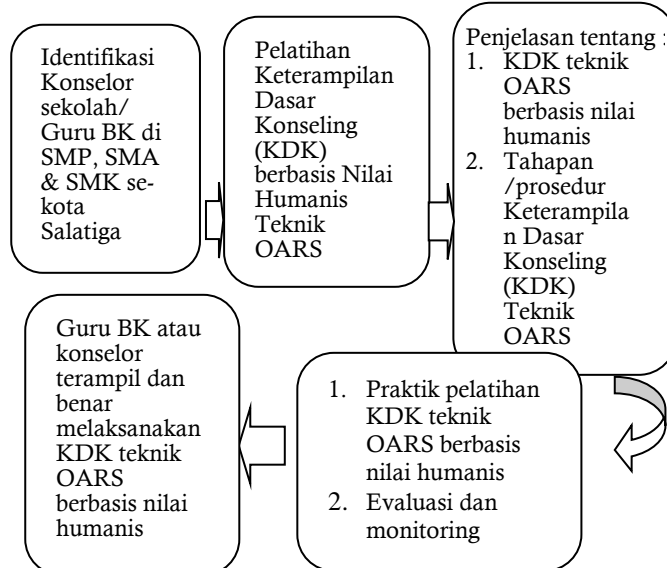 Identifikasi
Konselor
sekolah/
Guru BK di
SMP, SMA
& SMK se-
kota
Salatiga
Pelatihan
Keterampilan
Dasar
Konseling
(KDK)
berbasis Nilai
Humanis
Teknik
OARS
Penjelasan tentang :
1. KDK teknik
OARS
berbasis nilai
humanis
2. Tahapan
/prosedur
Keterampila
n Dasar
Konseling
(KDK)
Teknik
OARS
1. Praktik pelatihan
KDK teknik
OARS berbasis
nilai humanis
2. Evaluasi dan
monitoring
Guru BK atau
konselor
terampil dan
benar
melaksanakan
KDK teknik
OARS
berbasis nilai
humanis